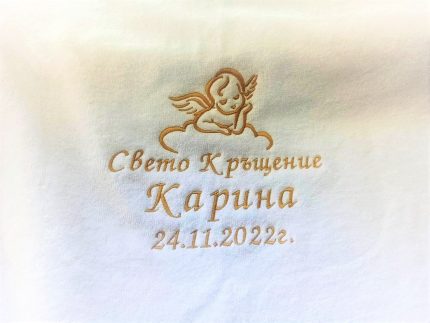 Свето Кръщение
Карина
24.11.2022г.